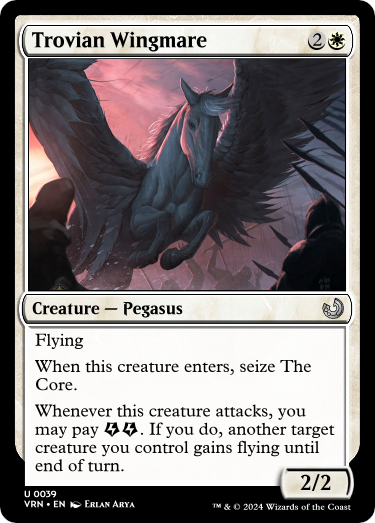 Trovian Wingmare 2
Creature — Pegasus
Flying
When this creature enters, seize The
Core.
Whenever this creature attacks, you
may pay . If you do, another target
creature you control gains flying until
end of turn.
2/2
U 0039
VRN • EN Erlan Arya
™ & © 2024 Wizards of the Coast